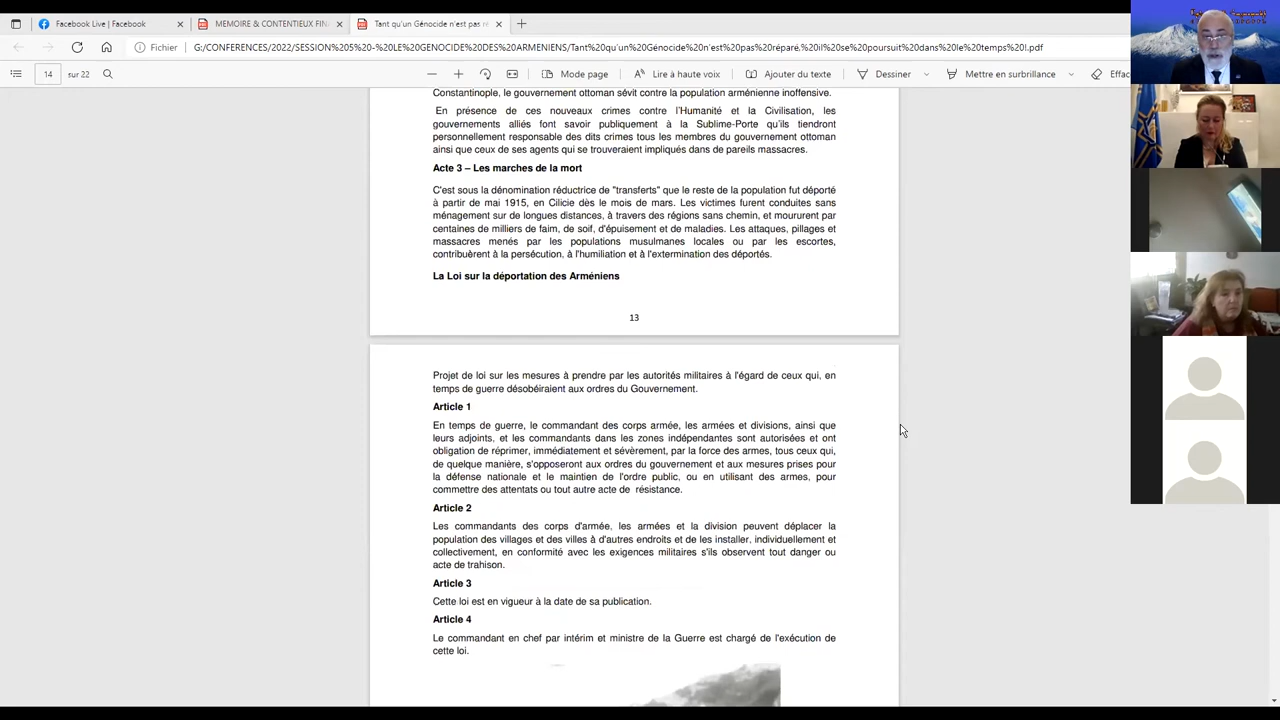 Facebook Live | Facebook
MEMOIRE & CONTENTIEUX FIN
Tant qu'un Génocide n'est pas ré
Fichier
G:/CONFERENCES/2022/SESSION%205%20-%20LE%20GENOCIDE%20DES%20ARMENIENS/Tant%20qu'un%20Génocide%20n'est%20pas%20réparé,%20il%20se%20poursuit%20dans%20le%20temps%20!.pdf
14
sur 22
Mode page
Lire à haute voix
Ajouter du texte
Dessiner
Mettre en surbrillance
Effac
Constantinople, le gouvernement ottoman sévit contre la population arménienne inoffensive.
En présence de ces nouveaux crimes contre l'Humanité et la Civilisation, les
gouvernements alliés font savoir publiquement à la Sublime-Porte qu'ils tiendront
personnellement responsable des dits crimes tous les membres du gouvernement ottoman
ainsi que ceux de ses agents qui se trouveraient impliqués dans de pareils massacres.
Acte 3 – Les marches de la mort
C'est sous la dénomination réductrice de "transferts" que le reste de la population fut déporté
à partir de mai 1915, en Cilicie dès le mois de mars. Les victimes furent conduites sans
ménagement sur de longues distances, à travers des régions sans chemin, et moururent par
centaines de milliers de faim, de soif, d'épuisement et de maladies. Les attaques, pillages et
massacres menés par les populations musulmanes locales ou par les escortes,
contribuèrent à la persécution, à l'humiliation et à l'extermination des déportés.
La Loi sur la déportation des Arméniens
13
Projet de loi sur les mesures à prendre par les autorités militaires à l'égard de ceux qui, en
temps de guerre désobéiraient aux ordres du Gouvernement.
Article 1
En temps de guerre, le commandant des corps armée, les armées et divisions, ainsi que
leurs adjoints, et les commandants dans les zones indépendantes sont autorisées et ont
obligation de réprimer, immédiatement et sévèrement, par la force des armes, tous ceux qui,
de quelque manière, s'opposeront aux ordres du gouvernement et aux mesures prises pour
la défense nationale et le maintien de l'ordre public, ou en utilisant des armes, pour
commettre des attentats ou tout autre acte de résistance.
Article 2
Les commandants des corps d'armée, les armées et la division peuvent déplacer la
population des villages et des villes à d'autres endroits et de les installer, individuellement et
collectivement, en conformité avec les exigences militaires s'ils observent tout danger ou
acte de trahison.
Article 3
Cette loi est en vigueur à la date de sa publication.
Article 4
Le commandant en chef par intérim et ministre de la Guerre est chargé de l'exécution de
cette loi.